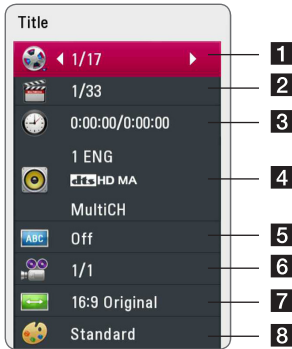 Title
1/17 1
1/33 2
0:00:00/0:00:00 3
1 ENG
dts HD MA 4
MultiCH
ABC Off 5
1/1 6
16:9 Original 7
Standard 8